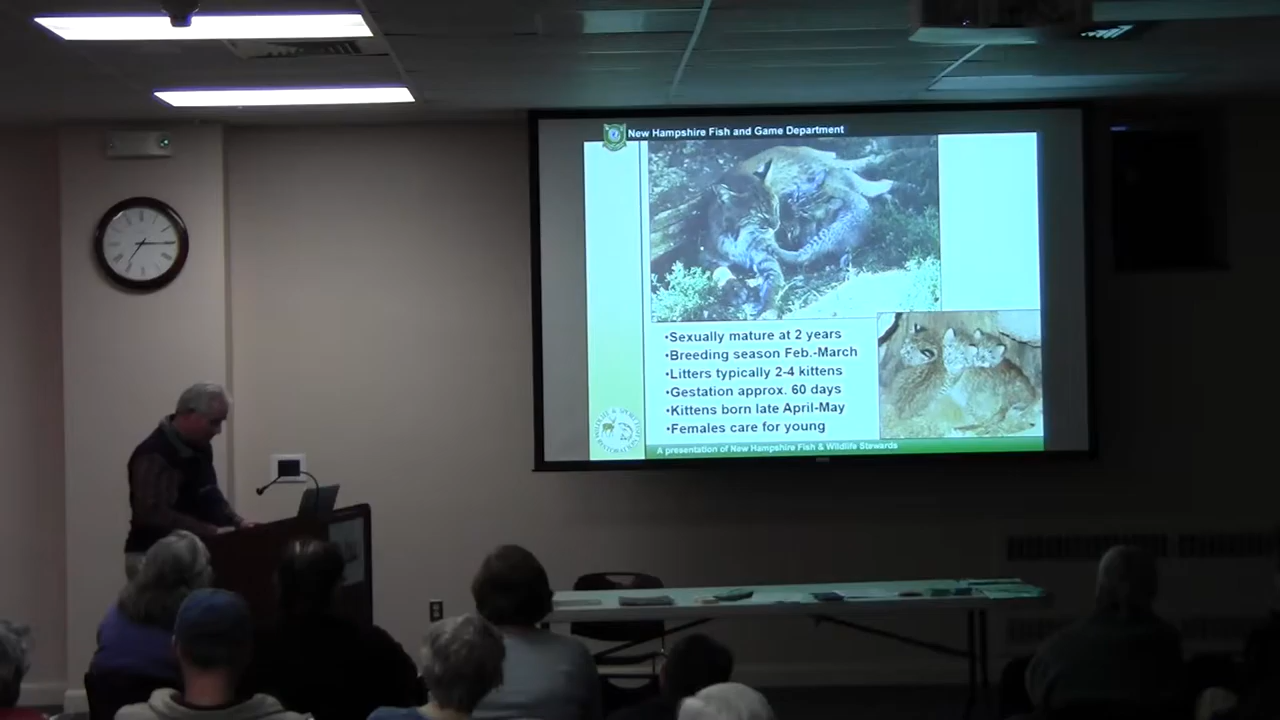 New Hampshire Fish and Game Department
•Sexually mature at 2 years
•Breeding season Feb.-March
•Litters typically 2-4 kittens
•Gestation approx. 60 days
•Kittens born late April-May
•Females care for young
A presentation of New Hampshire Fish & Wildlife Stewards